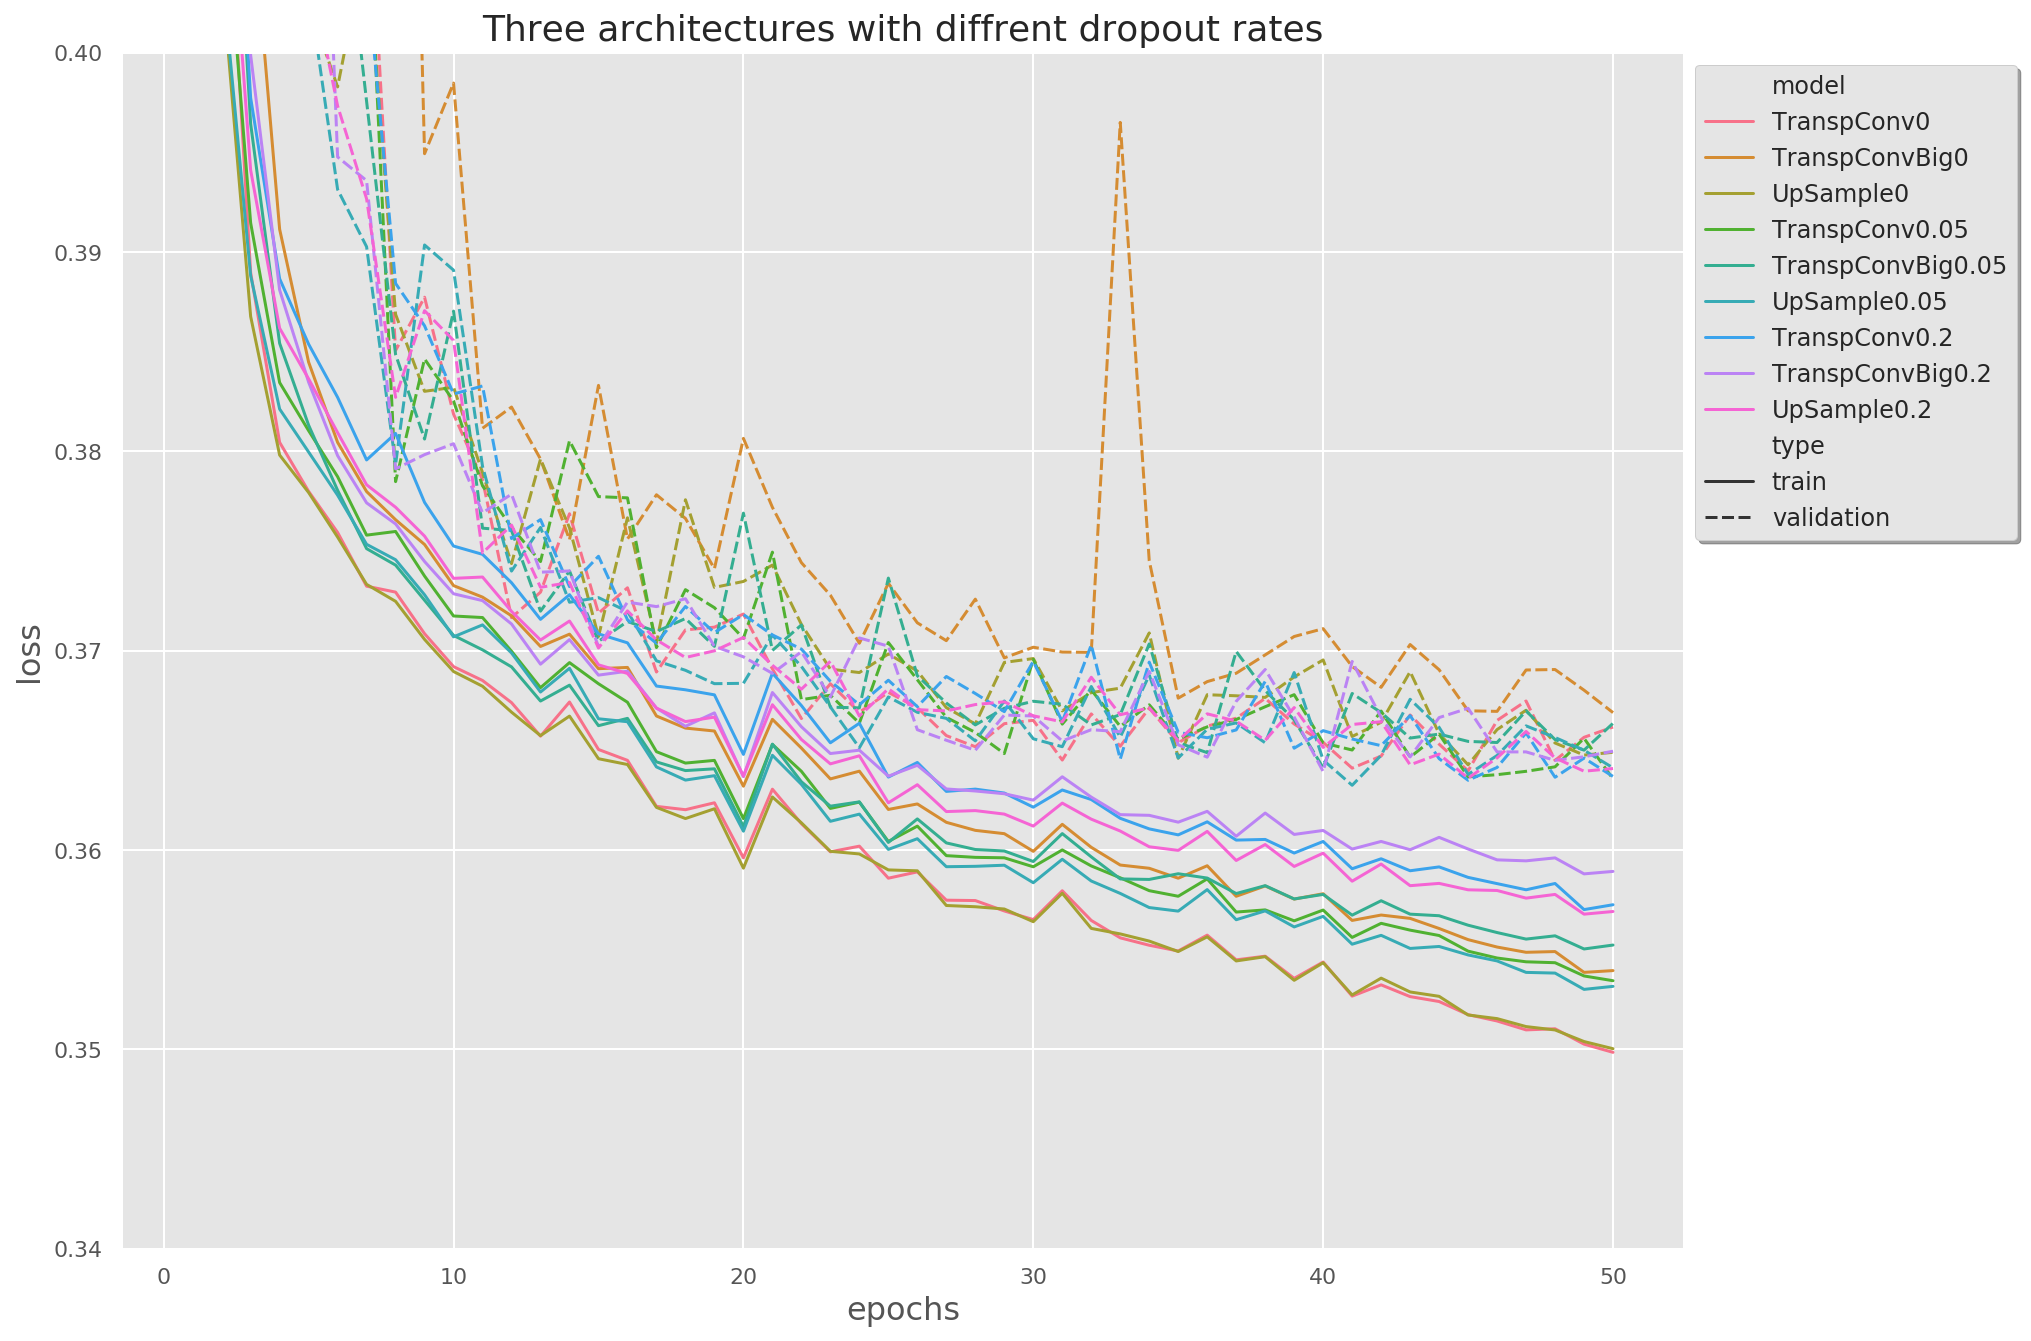 Three architectures with diffrent dropout rates
loss
0.40
0.39
0.38
0.37
0.36
0.35
0.34
0
10
20
30
40
50
epochs
model
TranspConv0
TranspConvBig0
UpSample0
TranspConv0.05
TranspConvBig0.05
UpSample0.05
TranspConv0.2
TranspConvBig0.2
UpSample0.2
type
train
validation